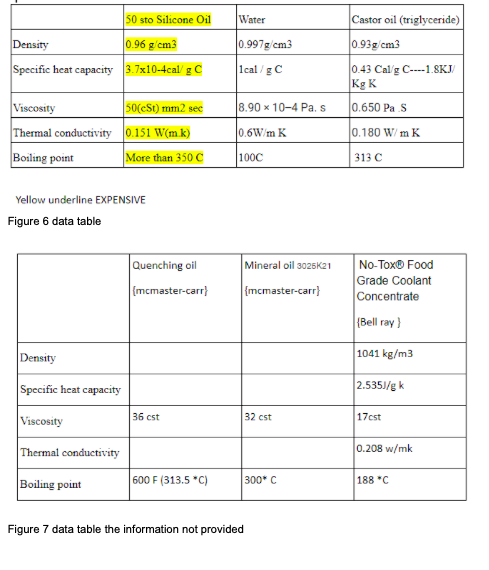 50 sto Silicone Oil Water Castor oil (triglyceride)
Density 0.96 g/cm3 0.997g/cm3 0.93g/cm3
Specific heat capacity 3.7x10-4cal/ g C 1cal / g C 0.43 Cal/g C----1.8KJ/
Kg K
Viscosity 50(cSt) mm2 sec 8.90 × 10−4 Pa. s 0.650 Pa .S
Thermal conductivity 0.151 W(m.k) 0.6W/m K 0.180 W/ m K
Boiling point More than 350 C 100C 313 C
Yellow underline EXPENSIVE
Figure 6 data table
Quenching oil Mineral oil 3025K21 No-Tox® Food
Grade Coolant
{mcmaster-carr} {mcmaster-carr} Concentrate
{Bell ray }
Density 1041 kg/m3
Specific heat capacity 2.535J/g k
Viscosity 36 cst 32 cst 17cst
Thermal conductivity 0.208 w/mk
Boiling point 600 F (313.5 *C) 300* C 188 *C
Figure 7 data table the information not provided